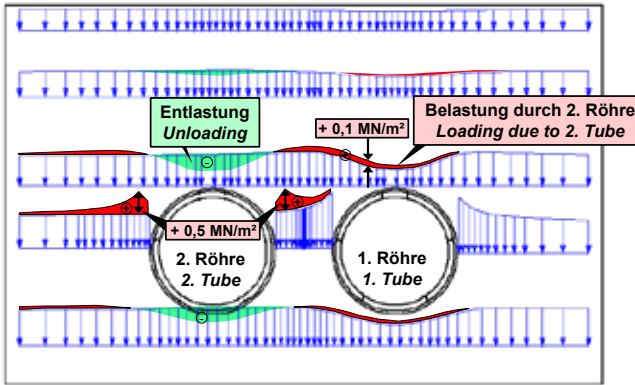 Entlastung
Unloading
+ 0,1 MN/m²
Belastung durch 2. Röhre
Loading due to 2. Tube
+ 0,5 MN/m²
2. Röhre
2. Tube
1. Röhre
1. Tube